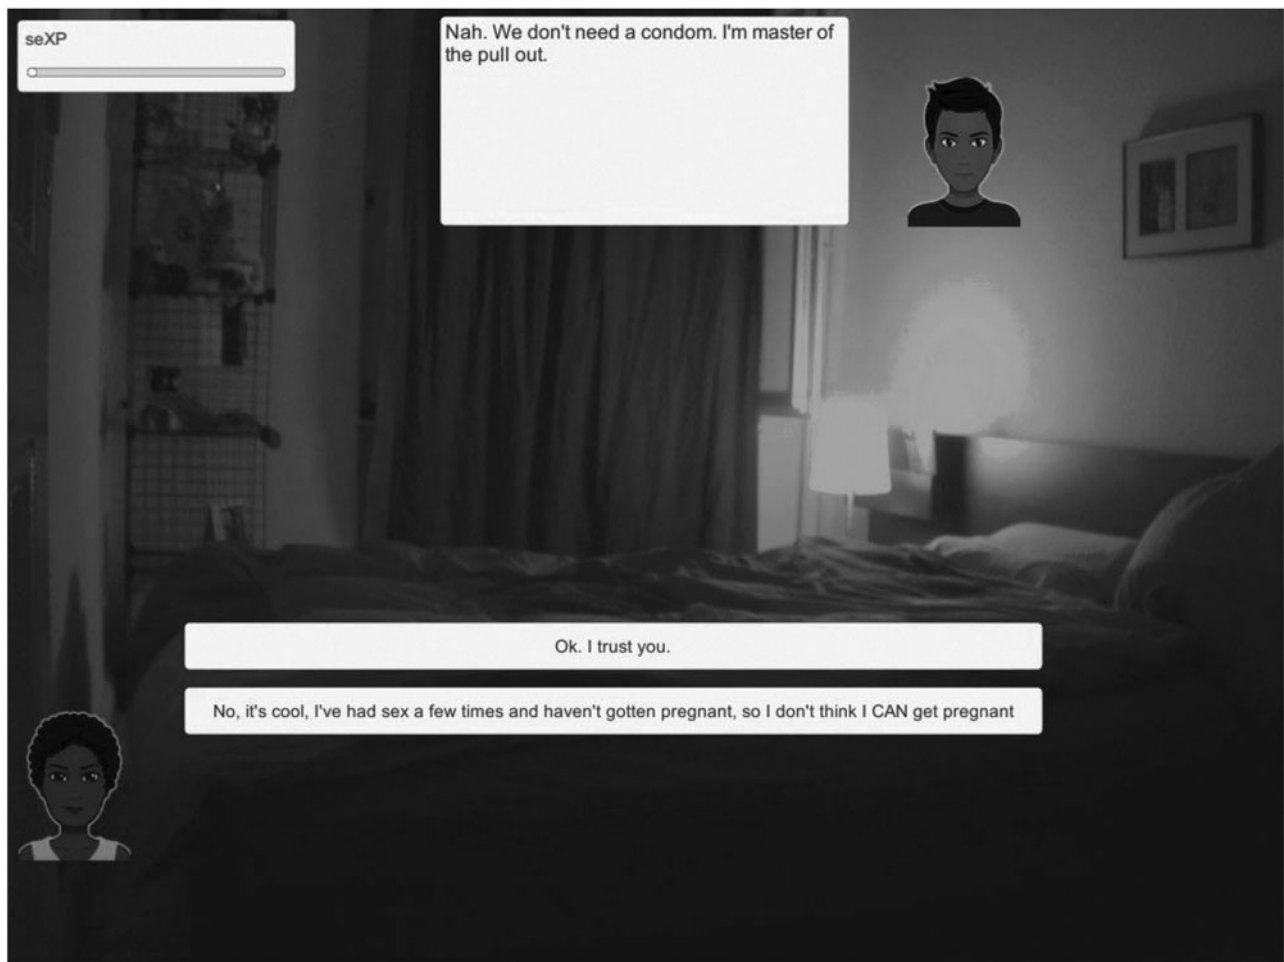 seXP
Nah. We don't need a condom. I'm master of
the pull out.
Ok. I trust you.
No, it's cool, I've had sex a few times and haven't gotten pregnant, so I don't think I CAN get pregnant